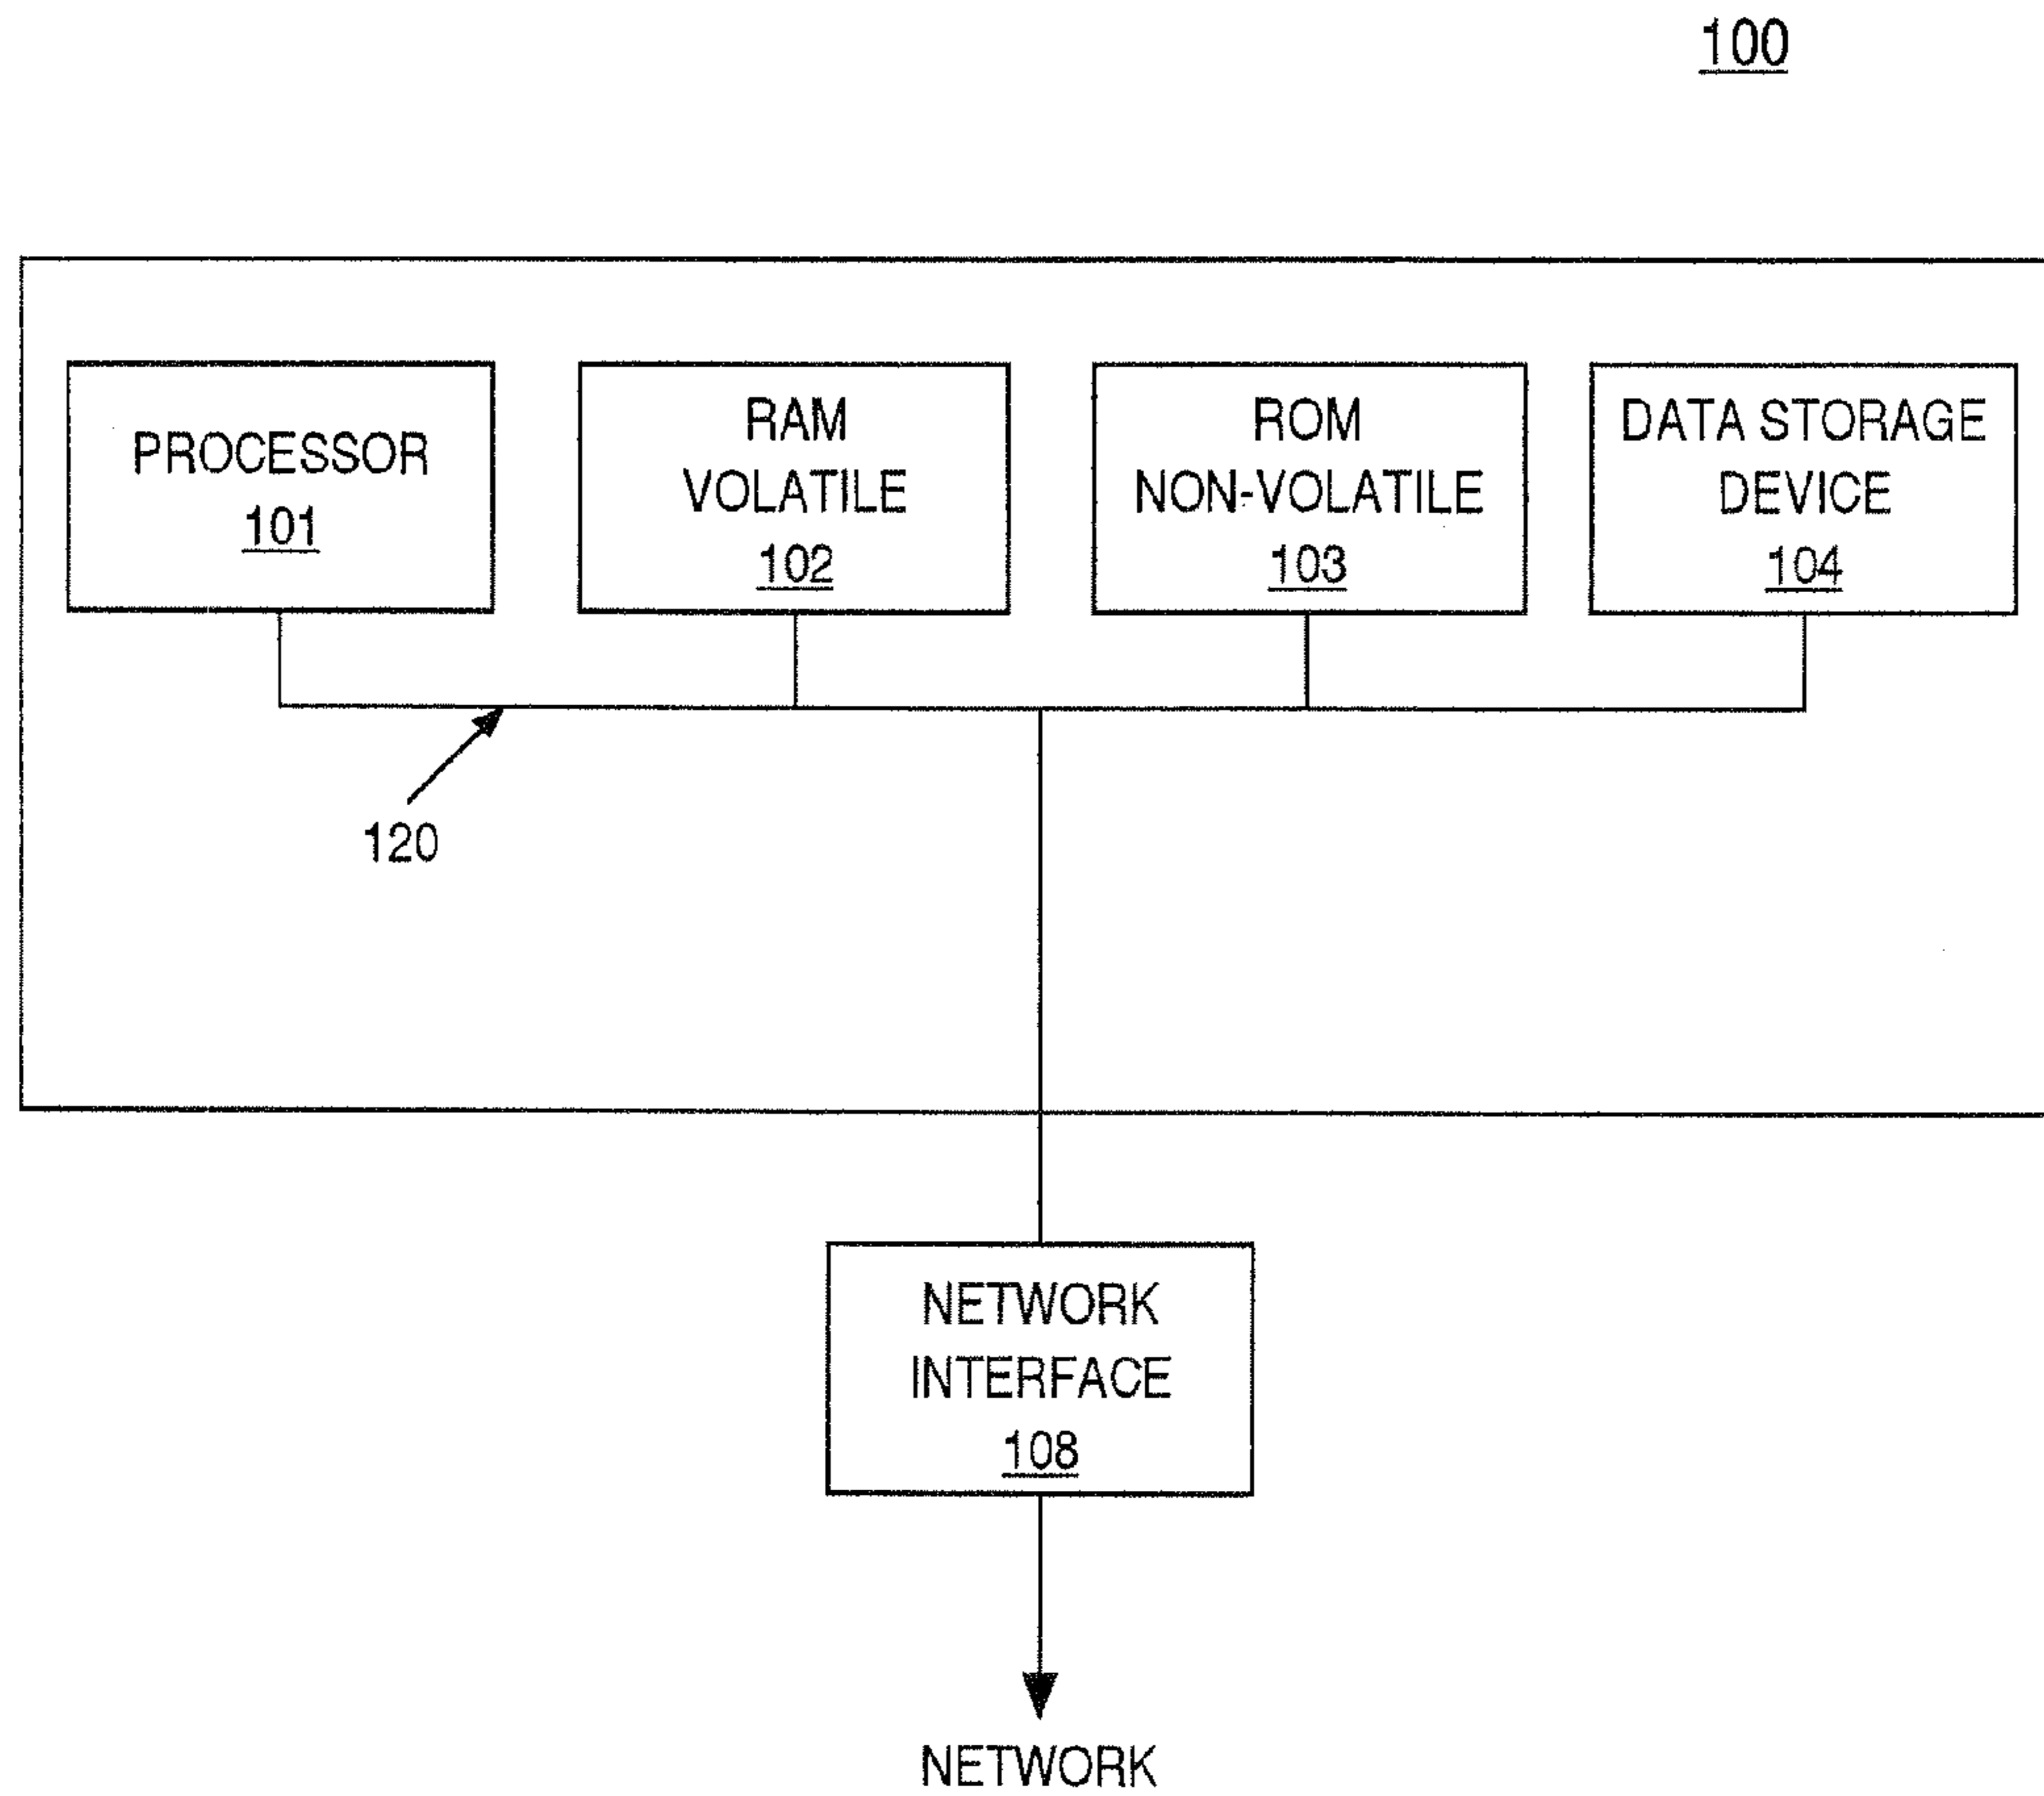 100
PROCESSOR
101
RAM
VOLATILE
102
ROM
NON-VOLATILE
103
DATA STORAGE
DEVICE
104
120
NETWORK
INTERFACE
108
NETWORK